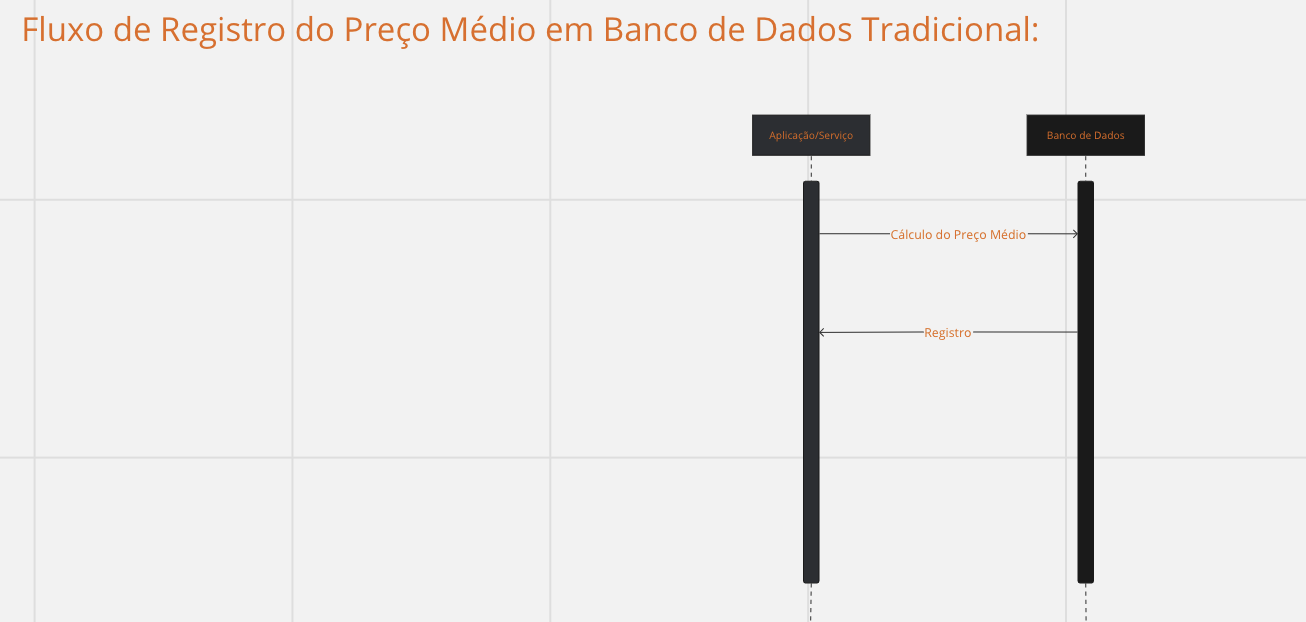 Fluxo de Registro do Preço Médio em Banco de Dados Tradicional:
Aplicação/Serviço
Banco de Dados
Cálculo do Preço Médio
Registro